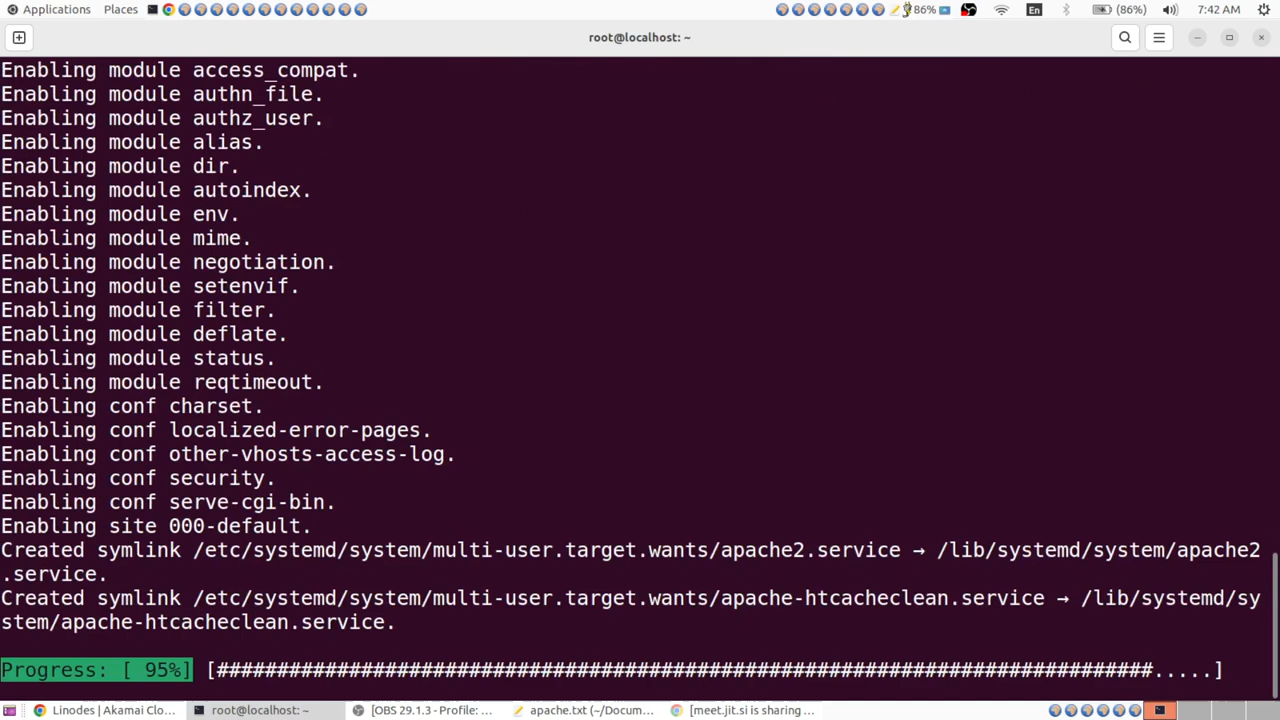 Applications Places 86% En (86%) 7:42 AM
root@localhost: ~
Enabling module access_compat.
Enabling module authn_file.
Enabling module authz_user.
Enabling module alias.
Enabling module dir.
Enabling module autoindex.
Enabling module env.
Enabling module mime.
Enabling module negotiation.
Enabling module setenvif.
Enabling module filter.
Enabling module deflate.
Enabling module status.
Enabling module reqtimeout.
Enabling conf charset.
Enabling conf localized-error-pages.
Enabling conf other-vhosts-access-log.
Enabling conf security.
Enabling conf serve-cgi-bin.
Enabling site 000-default.
Created symlink /etc/systemd/system/multi-user.target.wants/apache2.service → /lib/systemd/system/apache2
.service.
Created symlink /etc/systemd/system/multi-user.target.wants/apache-htcacheclean.service → /lib/systemd/sy
stem/apache-htcacheclean.service.
Progress: [ 95%] [##############################################################################.....]
Linodes | Akamai Clo... root@localhost: ~ [OBS 29.1.3 - Profile: ... apache.txt (~/Docum... [meet.jit.si is sharing ...